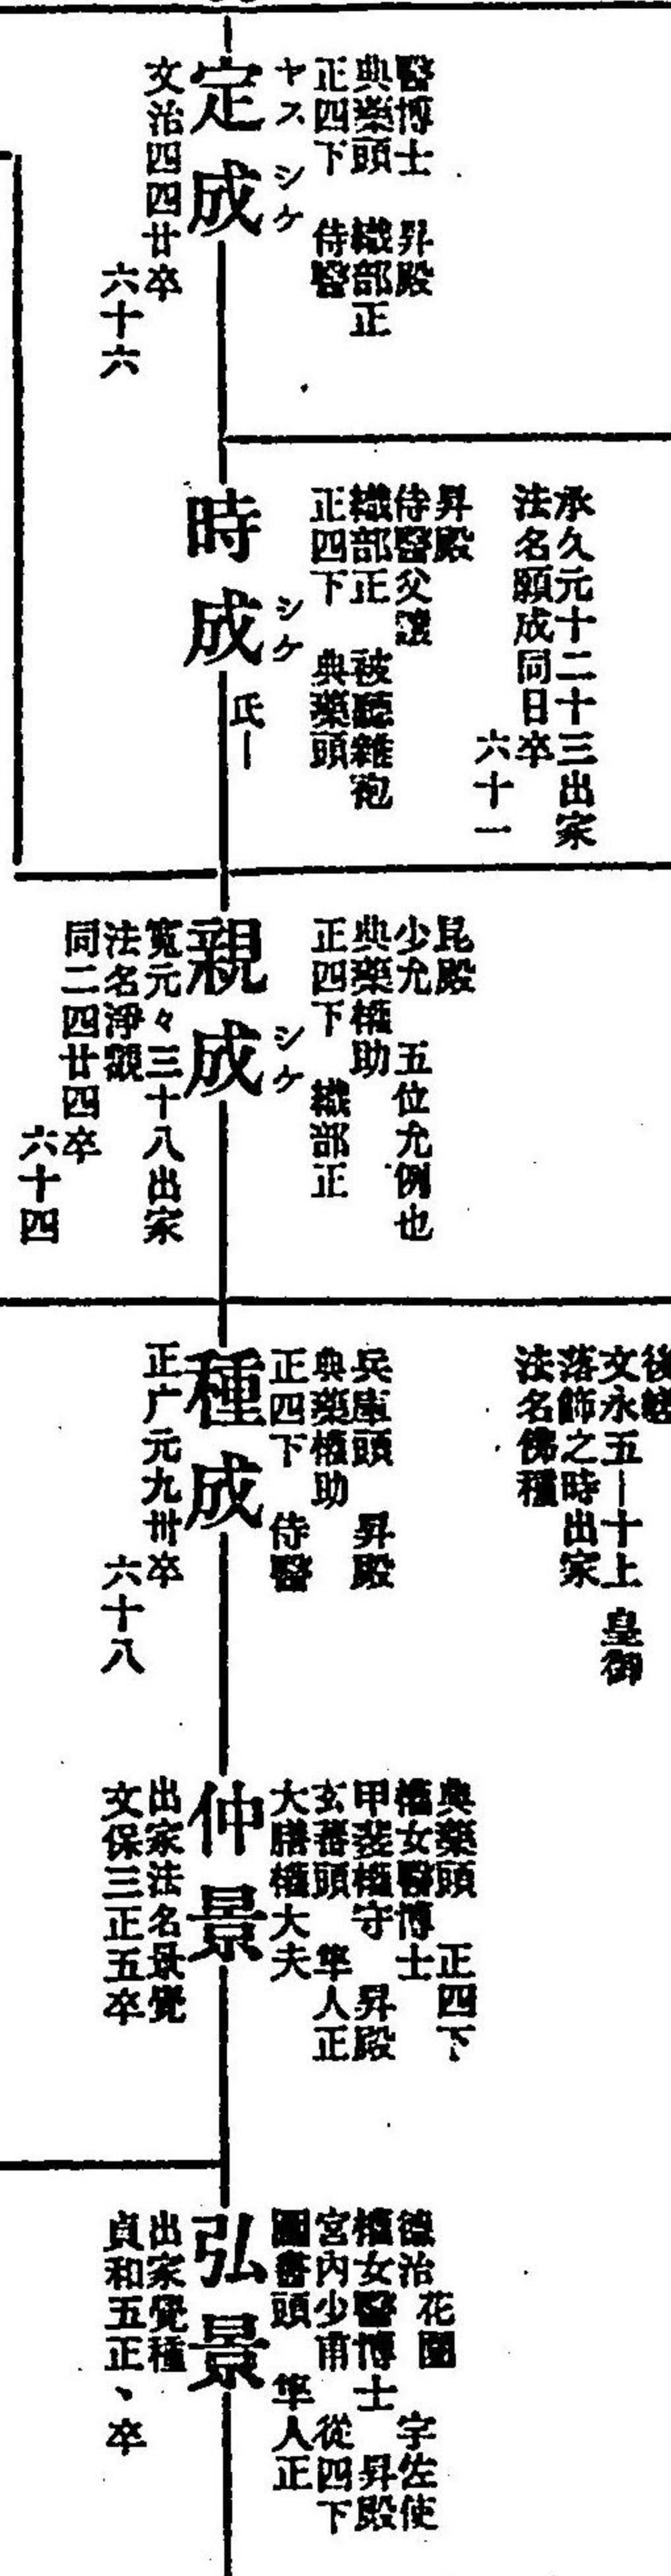 醫博士 昇殿
典藥頭 織部正
正四下 侍醫
ヤス シケ
定成
文治四四廿卒
六十六
承久元十二十三出家
法名願成同日卒
六十一
昇殿
侍醫父讓
織部正 被聽雜袍
正四下 典藥頭
シケ
時成
氏―
昆殿
少允 五位允例也
典藥權助
正四下 織部正
シケ
親成
寬元々三十八出家
法名淨觀
同二四廿四卒
六十四
文永五―十上 皇御
落飾之時出家
法名佛種
兵庫頭 昇殿
典藥權助
正四下 侍醫
種成
正广元九卅卒
六十八
典藥頭 正四下
權女醫博士
甲斐權守 昇殿
玄蕃頭 隼人正
大膳權大夫
仲景
出家法名景覺
文保三正五卒
花園
德治 宇佐使
權女醫博士 昇殿
宮內少甫 從四下
圖書頭 隼人正
弘景
出家覺種
貞和五正、卒